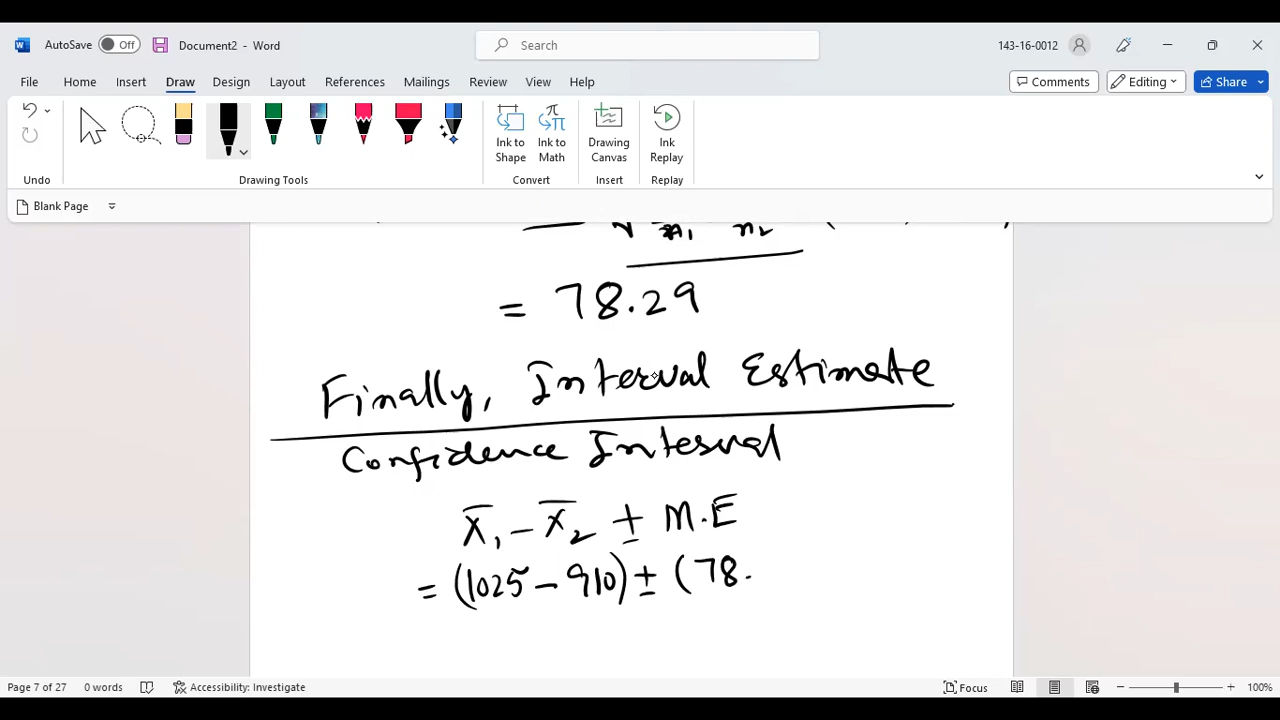 AutoSave Off Document2 - Word Search 143-16-0012
File Home Insert Draw Design Layout References Mailings Review View Help Comments Editing Share
Undo Drawing Tools Ink to Shape Ink to Math Convert Drawing Canvas Insert Ink Replay Replay
Blank Page
n1 n2
= 78.29
Finally, Interval Estimate
Confidence Interval
X̄1 - X̄2 ± M.E
= (1025 - 910) ± (78.
Page 7 of 27 0 words Accessibility: Investigate Focus 100%